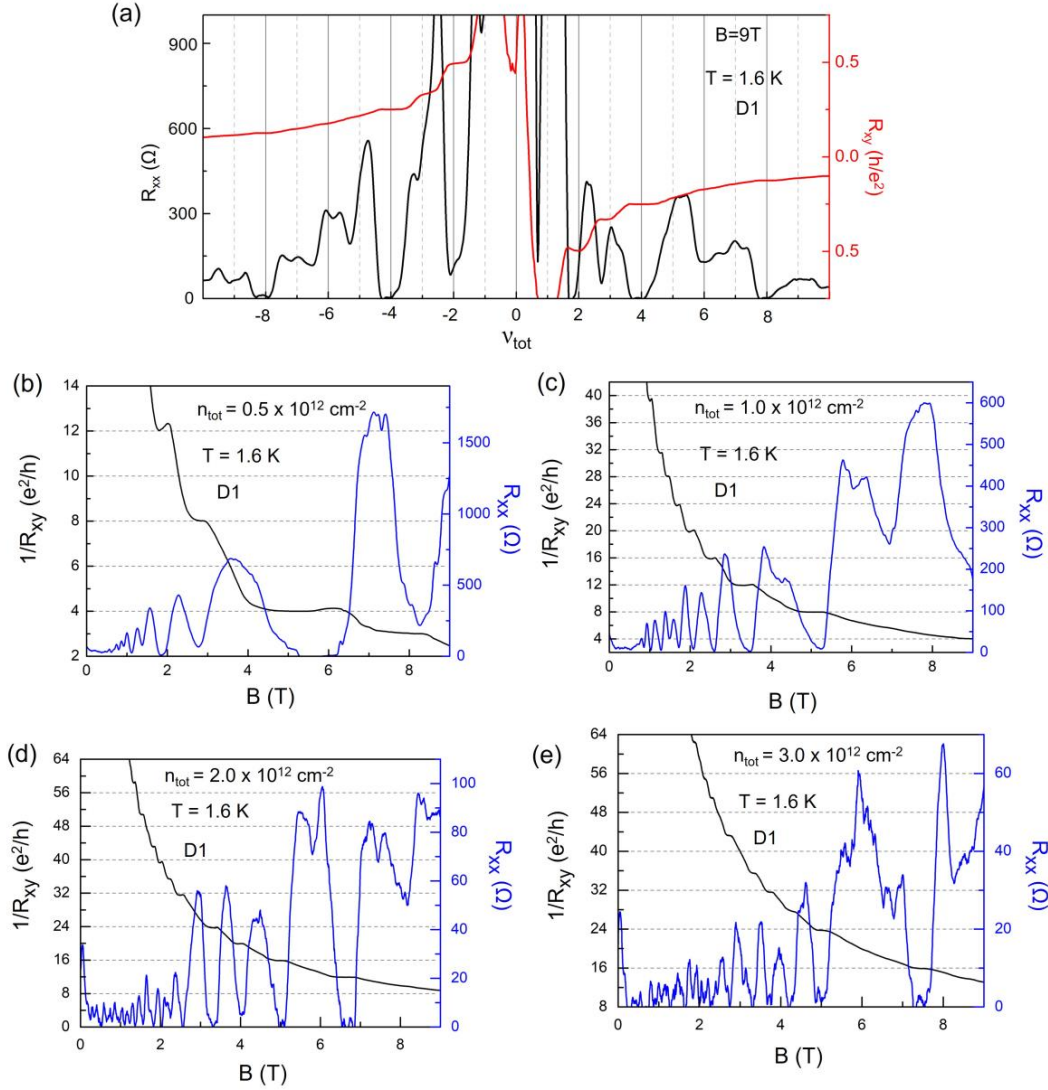 (a)
900
600
300
0
R_xx (Ω)
B=9T
T = 1.6 K
D1
0.5
0.0
0.5
R_xy (h/e²)
-8 -6 -4 -2 0 2 4 6 8
ν_tot
(b)
14
12
10
8
6
4
2
1/R_xy (e²/h)
n_tot = 0.5 x 10¹² cm⁻²
T = 1.6 K
D1
1500
1000
500
0
R_xx (Ω)
0 2 4 6 8
B (T)
(c)
40
36
32
28
24
20
16
12
8
4
1/R_xy (e²/h)
n_tot = 1.0 x 10¹² cm⁻²
T = 1.6 K
D1
600
500
400
300
200
100
0
R_xx (Ω)
0 2 4 6 8
B (T)
(d)
64
56
48
40
32
24
16
8
0
1/R_xy (e²/h)
n_tot = 2.0 x 10¹² cm⁻²
T = 1.6 K
D1
100
80
60
40
20
0
R_xx (Ω)
0 2 4 6 8
B (T)
(e)
64
56
48
40
32
24
16
8
1/R_xy (e²/h)
n_tot = 3.0 x 10¹² cm⁻²
T = 1.6 K
D1
60
40
20
0
R_xx (Ω)
0 2 4 6 8
B (T)